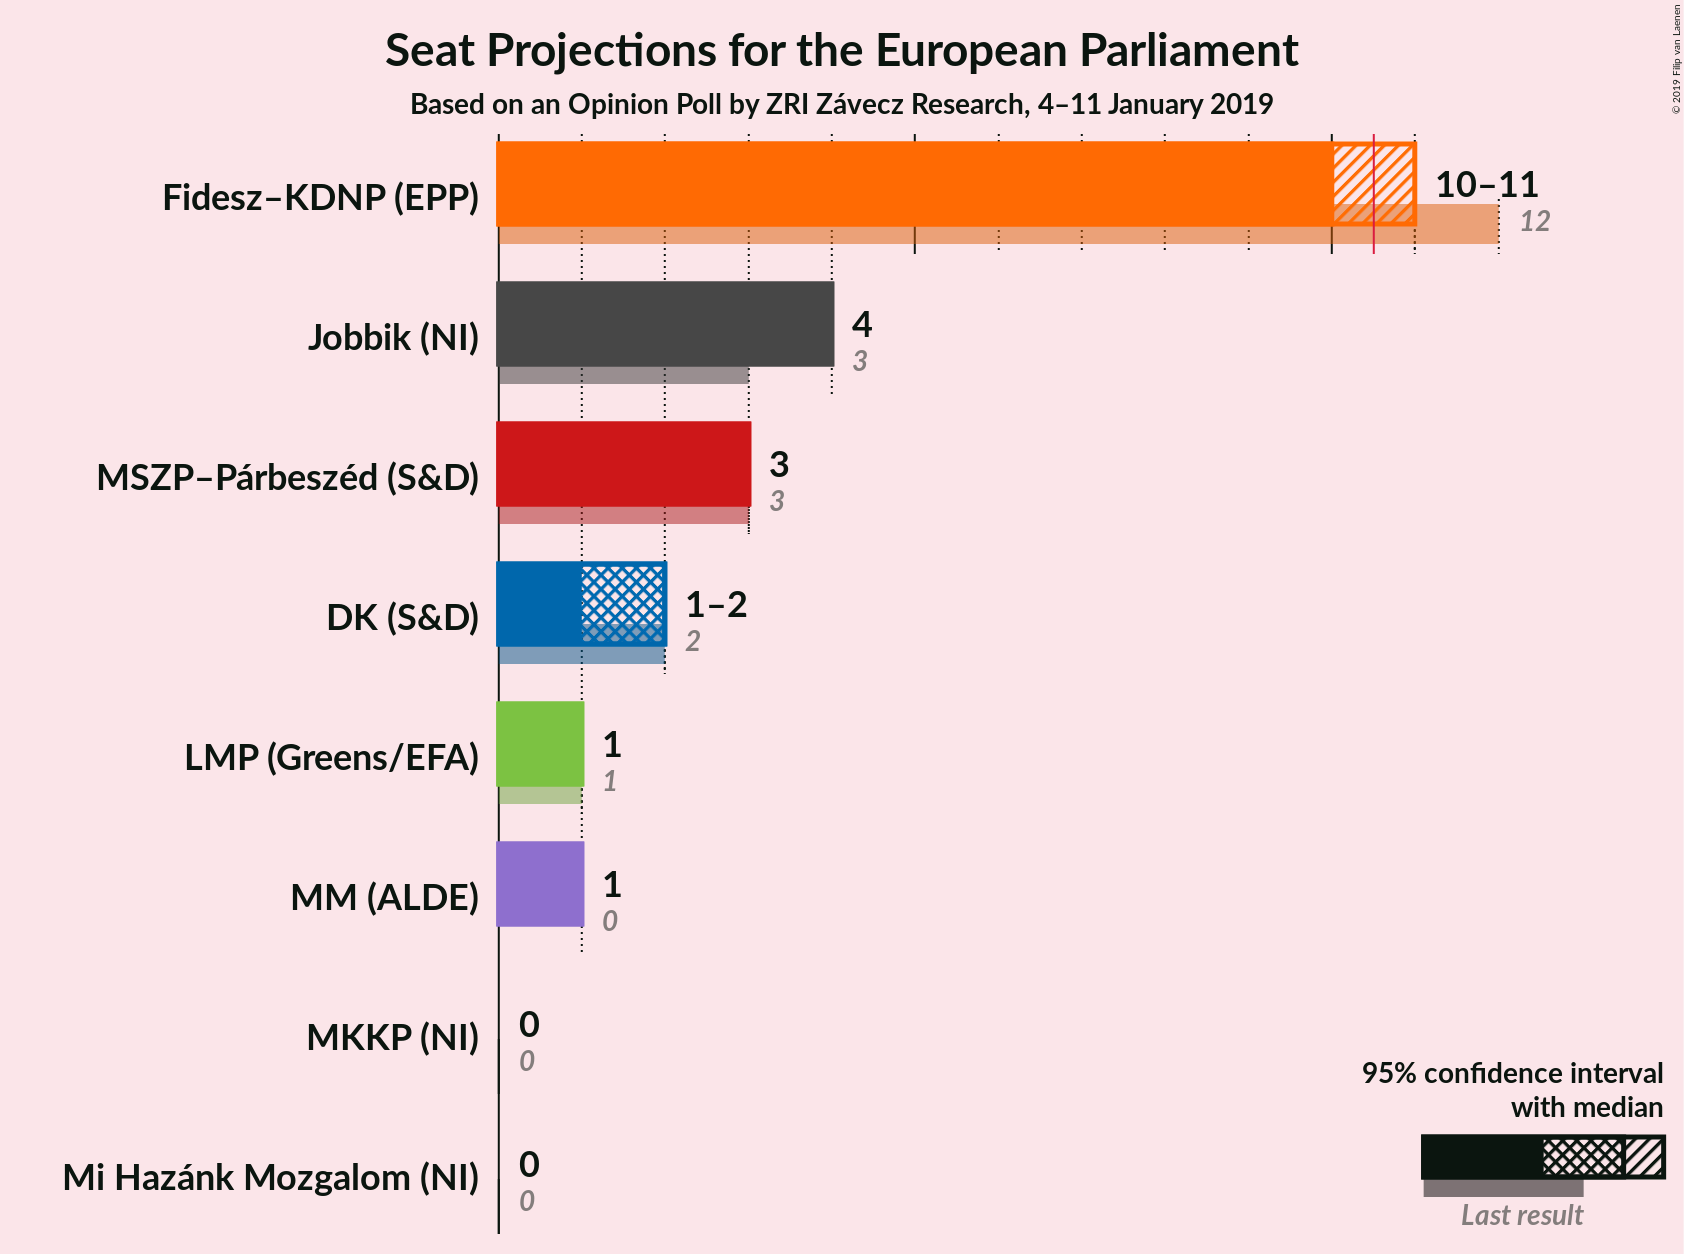 Seat Projections for the European Parliament
Based on an Opinion Poll by ZRI Závecz Research, 4–11 January 2019
© 2019 Filip van Laenen
Fidesz–KDNP (EPP)
10–11
12
Jobbik (NI)
4
3
MSZP–Párbeszéd (S&D)
3
3
DK (S&D)
1–2
2
LMP (Greens/EFA)
1
1
MM (ALDE)
1
0
MKKP (NI)
0
0
Mi Hazánk Mozgalom (NI)
0
0
95% confidence interval
with median
Last result